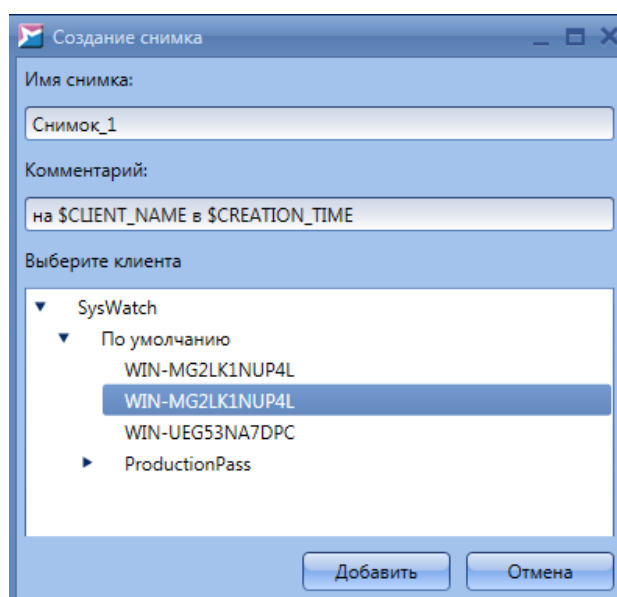 Создание снимка
Имя снимка:
Снимок_1
Комментарий:
на $CLIENT_NAME в $CREATION_TIME
Выберите клиента
SysWatch
По умолчанию
WIN-MG2LK1NUP4L
WIN-MG2LK1NUP4L
WIN-UEG53NA7DPC
ProductionPass
Добавить Отмена